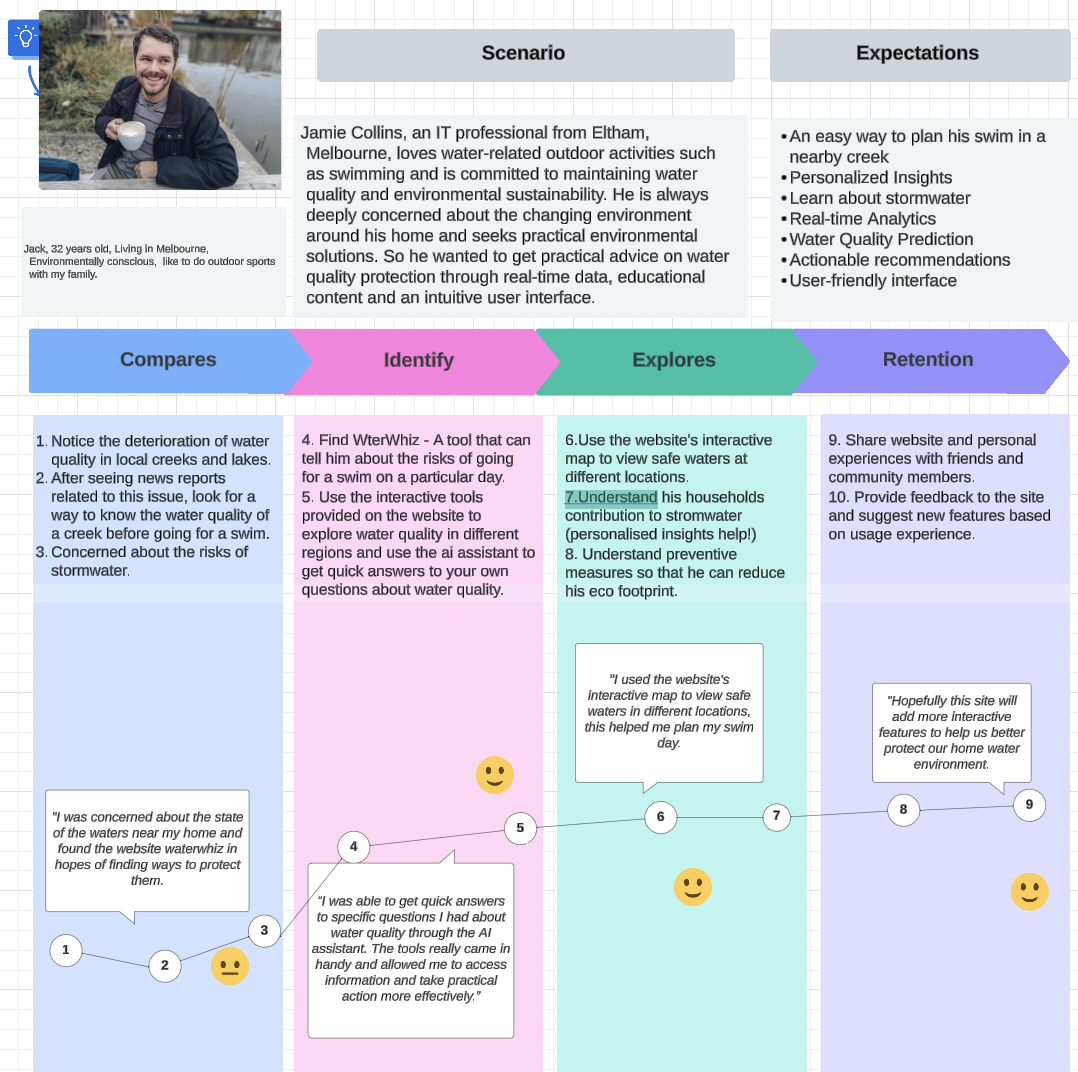 Scenario
Expectations
Jamie Collins, an IT professional from Eltham,
Melbourne, loves water-related outdoor activities such
as swimming and is committed to maintaining water
quality and environmental sustainability. He is always
deeply concerned about the changing environment
around his home and seeks practical environmental
solutions. So he wanted to get practical advice on water
quality protection through real-time data, educational
content and an intuitive user interface.
• An easy way to plan his swim in a
nearby creek
• Personalized Insights
• Learn about stormwater
• Real-time Analytics
• Water Quality Prediction
• Actionable recommendations
• User-friendly interface
Jack, 32 years old, Living in Melbourne,
Environmentally conscious, like to do outdoor sports
with my family.
Compares
Identify
Explores
Retention
1. Notice the deterioration of water
quality in local creeks and lakes.
2. After seeing news reports
related to this issue, look for a
way to know the water quality of
a creek before going for a swim.
3. Concerned about the risks of
stormwater.
4. Find WterWhiz - A tool that can
tell him about the risks of going
for a swim on a particular day.
5. Use the interactive tools
provided on the website to
explore water quality in different
regions and use the ai assistant to
get quick answers to your own
questions about water quality.
6.Use the website's interactive
map to view safe waters at
different locations.
7.Understand his households
contribution to stromwater
(personalised insights help!)
8. Understand preventive
measures so that he can reduce
his eco footprint.
9. Share website and personal
experiences with friends and
community members.
10. Provide feedback to the site
and suggest new features based
on usage experience.
"I was concerned about the state
of the waters near my home and
found the website waterwhiz in
hopes of finding ways to protect
them.
"I was able to get quick answers
to specific questions I had about
water quality through the AI
assistant. The tools really came in
handy and allowed me to access
information and take practical
action more effectively."
"I used the website's
interactive map to view safe
waters in different locations,
this helped me plan my swim
day.
"Hopefully this site will
add more interactive
features to help us better
protect our home water
environment.
1
2
3
4
5
6
7
8
9